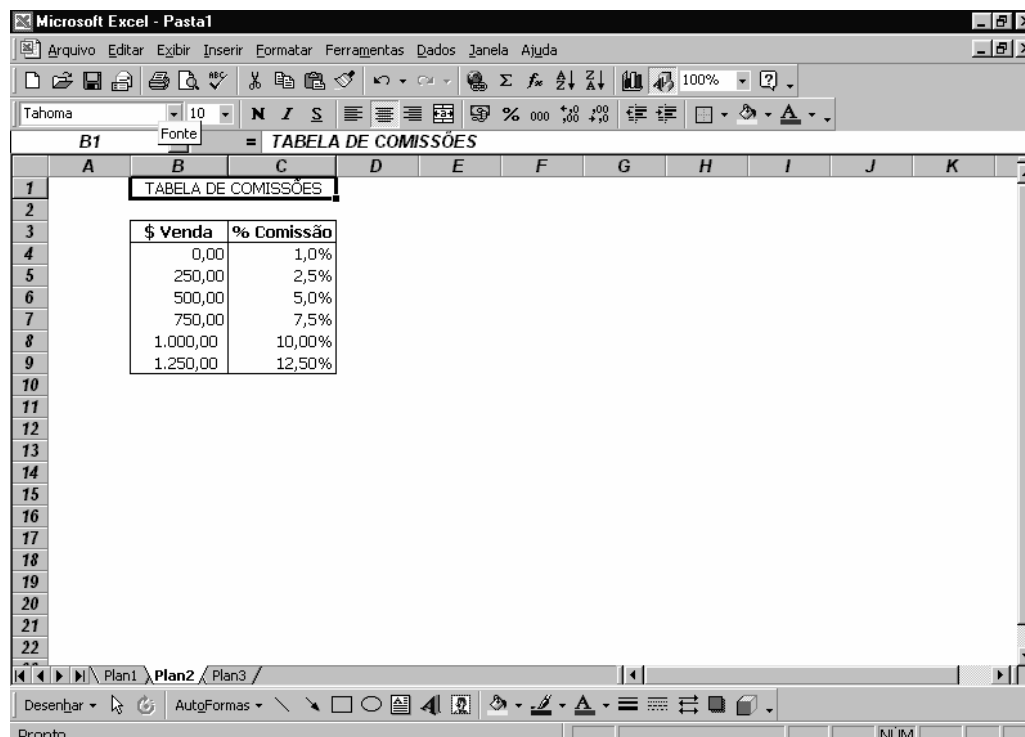 Microsoft Excel - Pasta1
Arquivo Editar Exibir Inserir Formatar Ferramentas Dados Janela Ajuda
ABC 100%
Tahoma 10 N I S % 000
Fonte
B1 = TABELA DE COMISSÕES
A B C D E F G H I J K
1 TABELA DE COMISSÕES
2
3 $ Venda % Comissão
4 0,00 1,0%
5 250,00 2,5%
6 500,00 5,0%
7 750,00 7,5%
8 1.000,00 10,00%
9 1.250,00 12,50%
10
11
12
13
14
15
16
17
18
19
20
21
22
Plan1 Plan2 Plan3
Desenhar AutoFormas
Pronto NÚM